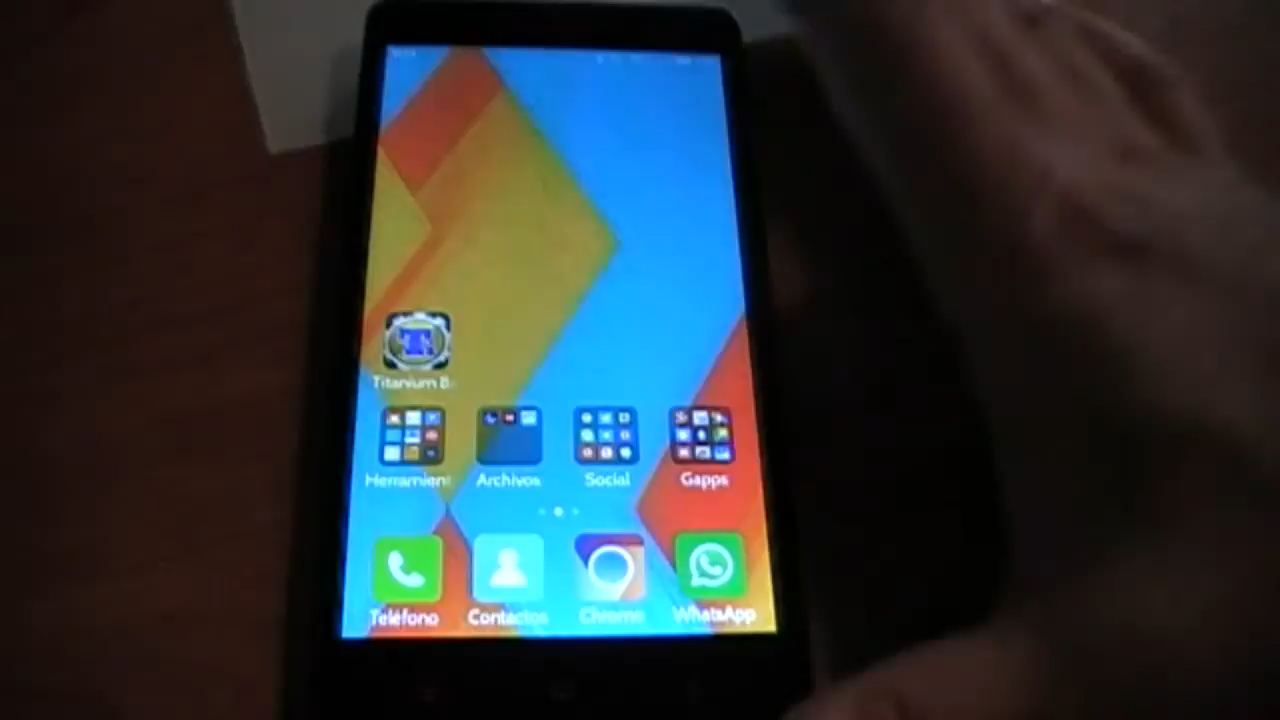 Titanium B
Herramient Archivos Social Gapps
Teléfono Contactos Chrome WhatsApp